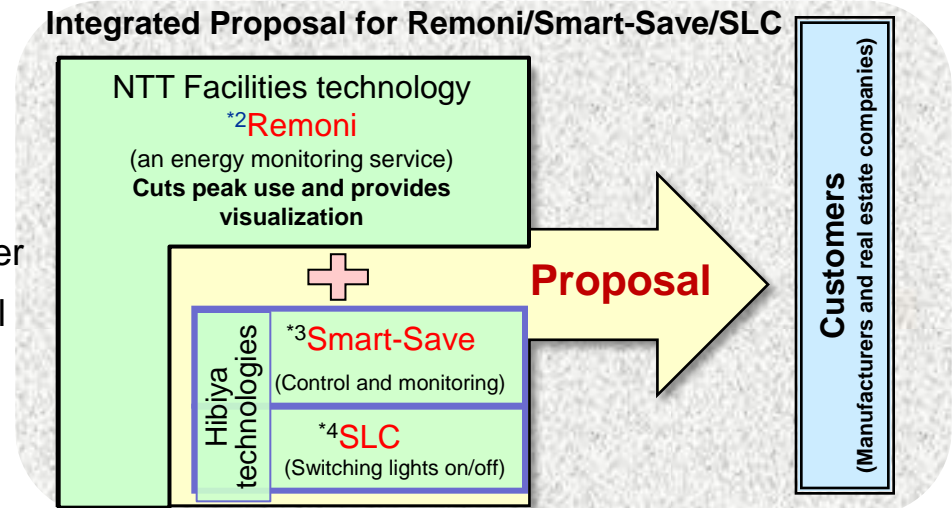 Integrated Proposal for Remoni/Smart-Save/SLC
NTT Facilities technology
*2Remoni
(an energy monitoring service)
Cuts peak use and provides
visualization
er
l
Proposal
Hibiya
technologies
*3Smart-Save
(Control and monitoring)
*4SLC
(Switching lights on/off)
Customers
(Manufacturers and real estate companies)